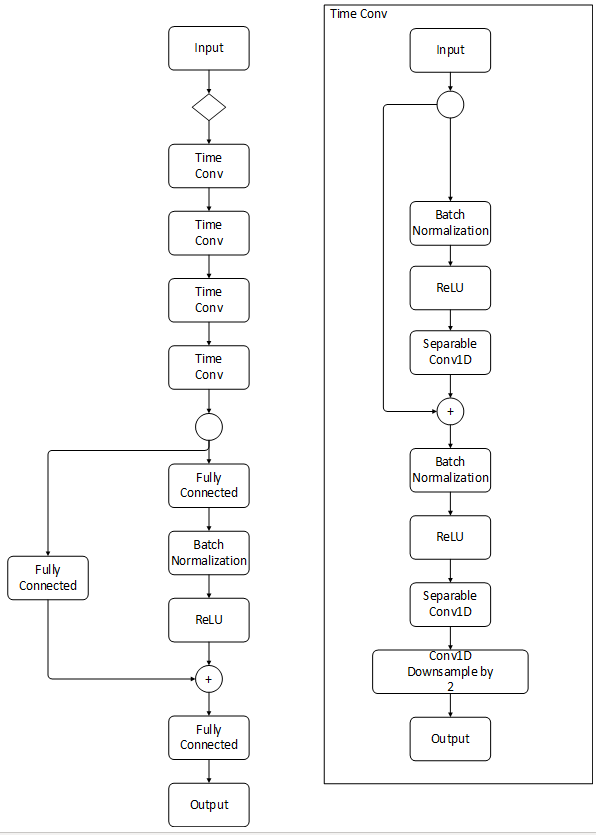 Input
Time
Conv
Time
Conv
Time
Conv
Time
Conv
Fully
Connected
Batch
Normalization
Fully
Connected
ReLU
+
Fully
Connected
Output
Time Conv
Input
Batch
Normalization
ReLU
Separable
Conv1D
+
Batch
Normalization
ReLU
Separable
Conv1D
Conv1D
Downsample by
2
Output